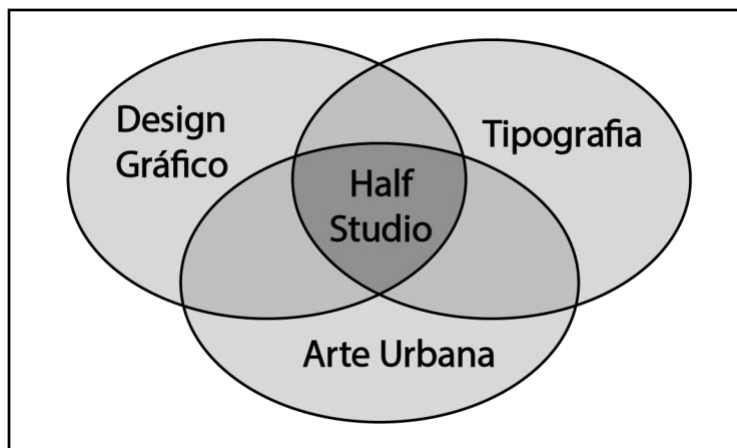 Design
Gráfico
Tipografia
Half
Studio
Arte Urbana